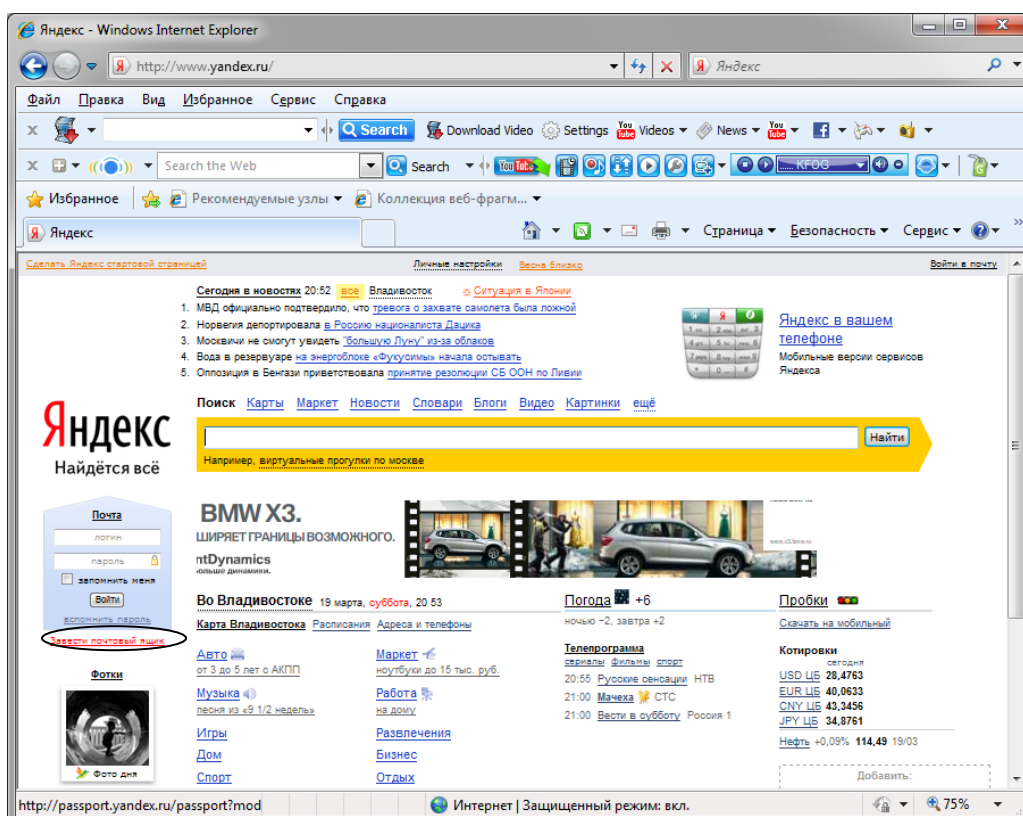 Яндекс - Windows Internet Explorer
http://www.yandex.ru/
Яндекс
Файл Правка Вид Избранное Сервис Справка
Search Download Video Settings You Tube Videos News You Tube
Search the Web Search YouTube KFOG
Избранное Рекомендуемые узлы Коллекция веб-фрагм...
Яндекс Страница Безопасность Сервис
Сделать Яндекс стартовой страницей Личные настройки Весна близко Войти в почту
Сегодня в новостях 20:52 все Владивосток Ситуация в Японии
1. МВД официально подтвердило, что тревога о захвате самолета была ложной
2. Норвегия депортировала в Россию националиста Дацика
3. Москвичи не смогут увидеть "большую Луну" из-за облаков
4. Вода в резервуаре на энергоблоке «Фукусимы» начала остывать
5. Оппозиция в Бенгази приветствовала принятие резолюции СБ ООН по Ливии
Яндекс в вашем
телефоне
Мобильные версии сервисов
Яндекса
Поиск Карты Маркет Новости Словари Блоги Видео Картинки ещё
Яндекс
Найдётся всё
Найти
Например, виртуальные прогулки по москве
Почта
логин
пароль
запомнить меня
Войти
вспомнить пароль
Завести почтовый ящик
BMW X3.
ШИРЯЕТ ГРАНИЦЫ ВОЗМОЖНОГО.
ntDynamics
ольше динамики.
www.x3.bmw.ru
Во Владивостоке 19 марта, суббота, 20 53
Карта Владивостока Расписания Адреса и телефоны
Авто
от 3 до 5 лет с АКПП
Маркет
ноутбуки до 15 тыс. руб.
Музыка
песня из «9 1/2 недель»
Работа
на дому
Игры Развлечения
Дом Бизнес
Спорт Отдых
Погода +6
ночью −2, завтра +2
Телепрограмма
сериалы фильмы спорт
20:55 Русские сенсации НТВ
21:00 Мачеха СТС
21:00 Вести в субботу Россия 1
Пробки
Скачать на мобильный
Котировки
сегодня
USD ЦБ 28,4763
EUR ЦБ 40,0633
CNY ЦБ 43,3456
JPY ЦБ 34,8761
Нефть +0,09% 114,49 19/03
Добавить:
Фотки
Фото дня
http://passport.yandex.ru/passport?mod Интернет | Защищенный режим: вкл. 75%